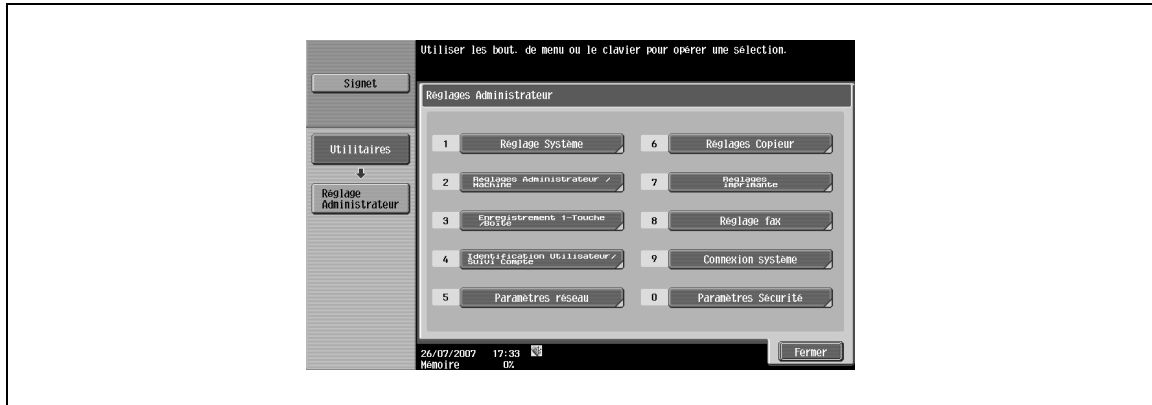 Utiliser les bout. de menu ou le clavier pour opérer une sélection.
Signet
Réglages Administrateur
Utilitaires
Réglage
Administrateur
1 Réglage Système
2 Réglages Administrateur /
Machine
3 Enregistrement 1-Touche
/Boîte
4 Identification Utilisateur/
Suivi Compte
5 Paramètres réseau
6 Réglages Copieur
7 Réglages
imprimante
8 Réglage fax
9 Connexion système
0 Paramètres Sécurité
26/07/2007 17:33
Mémoire 0%
Fermer